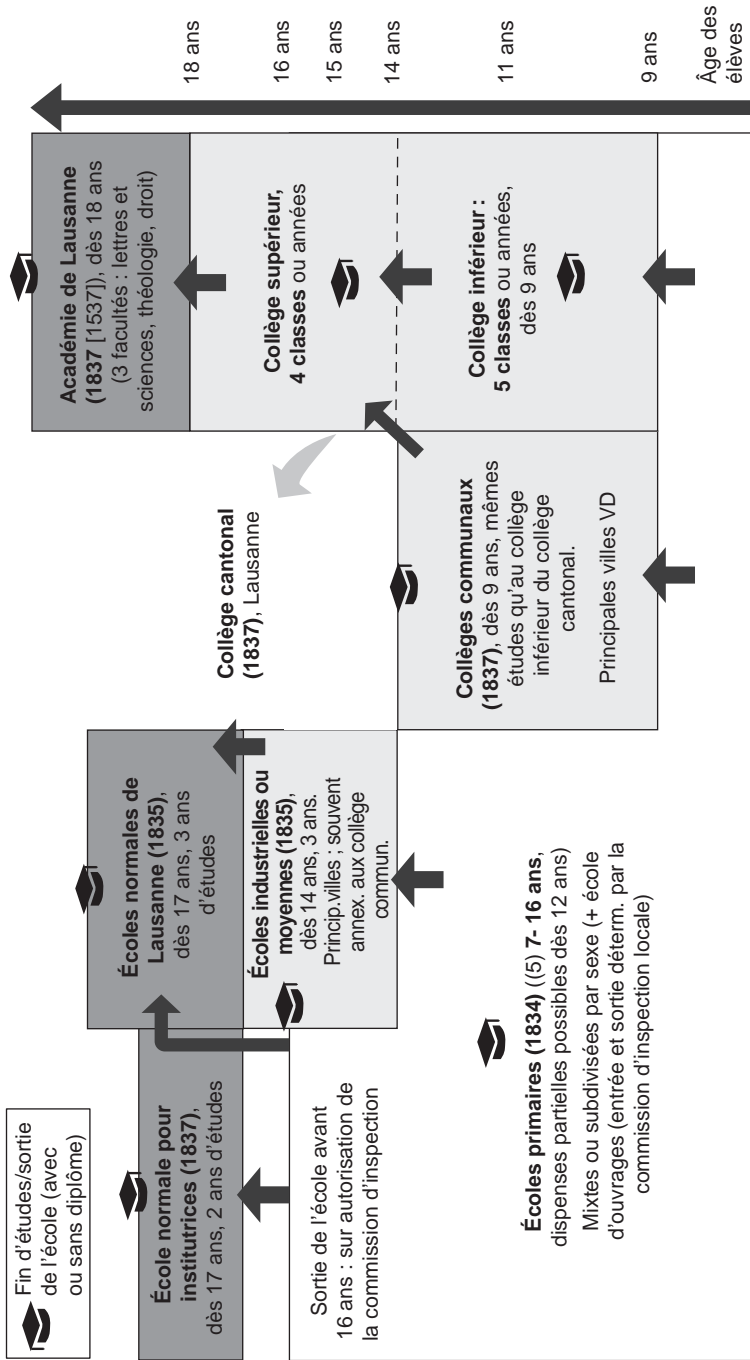 Fin d'études/sortie
de l'école (avec
ou sans diplôme)
École normale pour
institutrices (1837),
dès 17 ans, 2 ans d'études
Sortie de l'école avant
16 ans : sur autorisation de
la commission d'inspection
Écoles primaires (1834) ((5) 7- 16 ans,
dispenses partielles possibles dès 12 ans)
Mixtes ou subdivisées par sexe (+ école
d'ouvrages (entrée et sortie déterm. par la
commission d'inspection locale)
Écoles normales de
Lausanne (1835),
dès 17 ans, 3 ans
d'études
Écoles industrielles ou
moyennes (1835),
dès 14 ans, 3 ans.
Princip.villes ; souvent
annex. aux collège
commun.
Collège cantonal
(1837), Lausanne
Collèges communaux
(1837), dès 9 ans, mêmes
études qu'au collège
inférieur du collège
cantonal.
Principales villes VD
Académie de Lausanne
(1837 [1537]), dès 18 ans
(3 facultés : lettres et
sciences, théologie, droit)
Collège supérieur,
4 classes ou années
Collège inférieur :
5 classes ou années,
dès 9 ans
18 ans
16 ans
15 ans
14 ans
11 ans
9 ans
Âge des
élèves